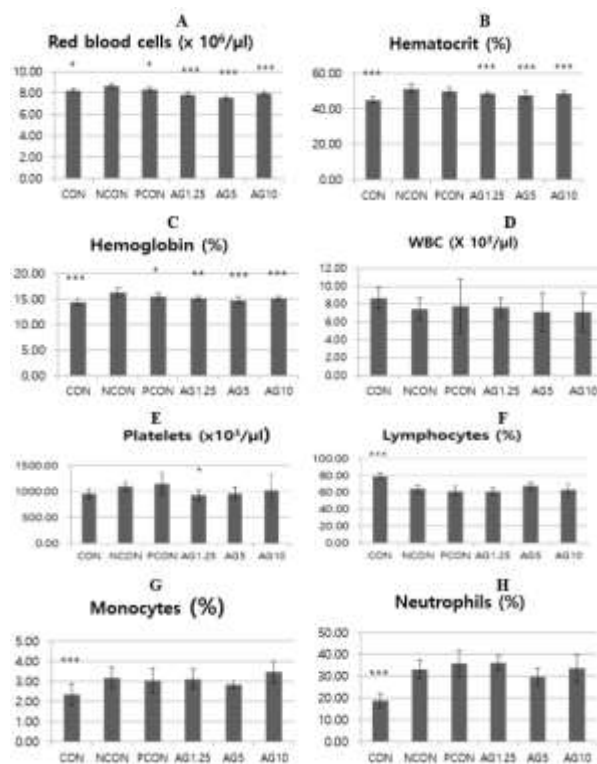 A
Red blood cells (x 10⁶/µl)
* * *** *** ***
10.00
8.00
6.00
4.00
2.00
0.00
CON NCON PCON AG1.25 AG5 AG10
B
Hematocrit (%)
*** *** *** ***
60.00
40.00
20.00
0.00
CON NCON PCON AG1.25 AG5 AG10
C
Hemoglobin (%)
*** * ** *** ***
20.00
15.00
10.00
5.00
0.00
CON NCON PCON AG1.25 AG5 AG10
D
WBC (X 10³/µl)
12.00
10.00
8.00
6.00
4.00
2.00
0.00
CON NCON PCON AG1.25 AG5 AG10
E
Platelets (x10³/µl)
*
1500.00
1000.00
500.00
0.00
CON NCON PCON AG1.25 AG5 AG10
F
Lymphocytes (%)
***
100.00
80.00
60.00
40.00
20.00
0.00
CON NCON PCON AG1.25 AG5 AG10
G
Monocytes (%)
***
5.00
4.00
3.00
2.00
1.00
0.00
CON NCON PCON AG1.25 AG5 AG10
H
Neutrophils (%)
***
50.00
40.00
30.00
20.00
10.00
0.00
CON NCON PCON AG1.25 AG5 AG10